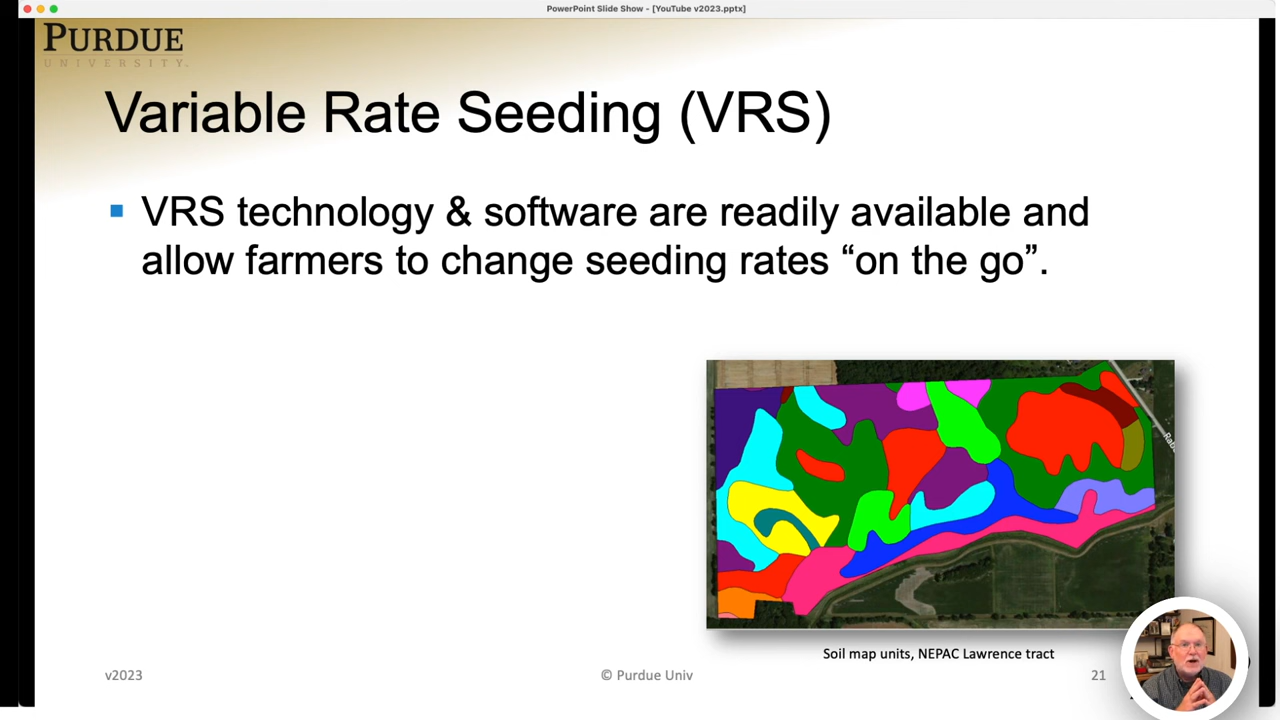 PowerPoint Slide Show - [YouTube v2023.pptx]
PURDUE
UNIVERSITY
Variable Rate Seeding (VRS)
VRS technology & software are readily available and
allow farmers to change seeding rates “on the go”.
Soil map units, NEPAC Lawrence tract
v2023
© Purdue Univ
21